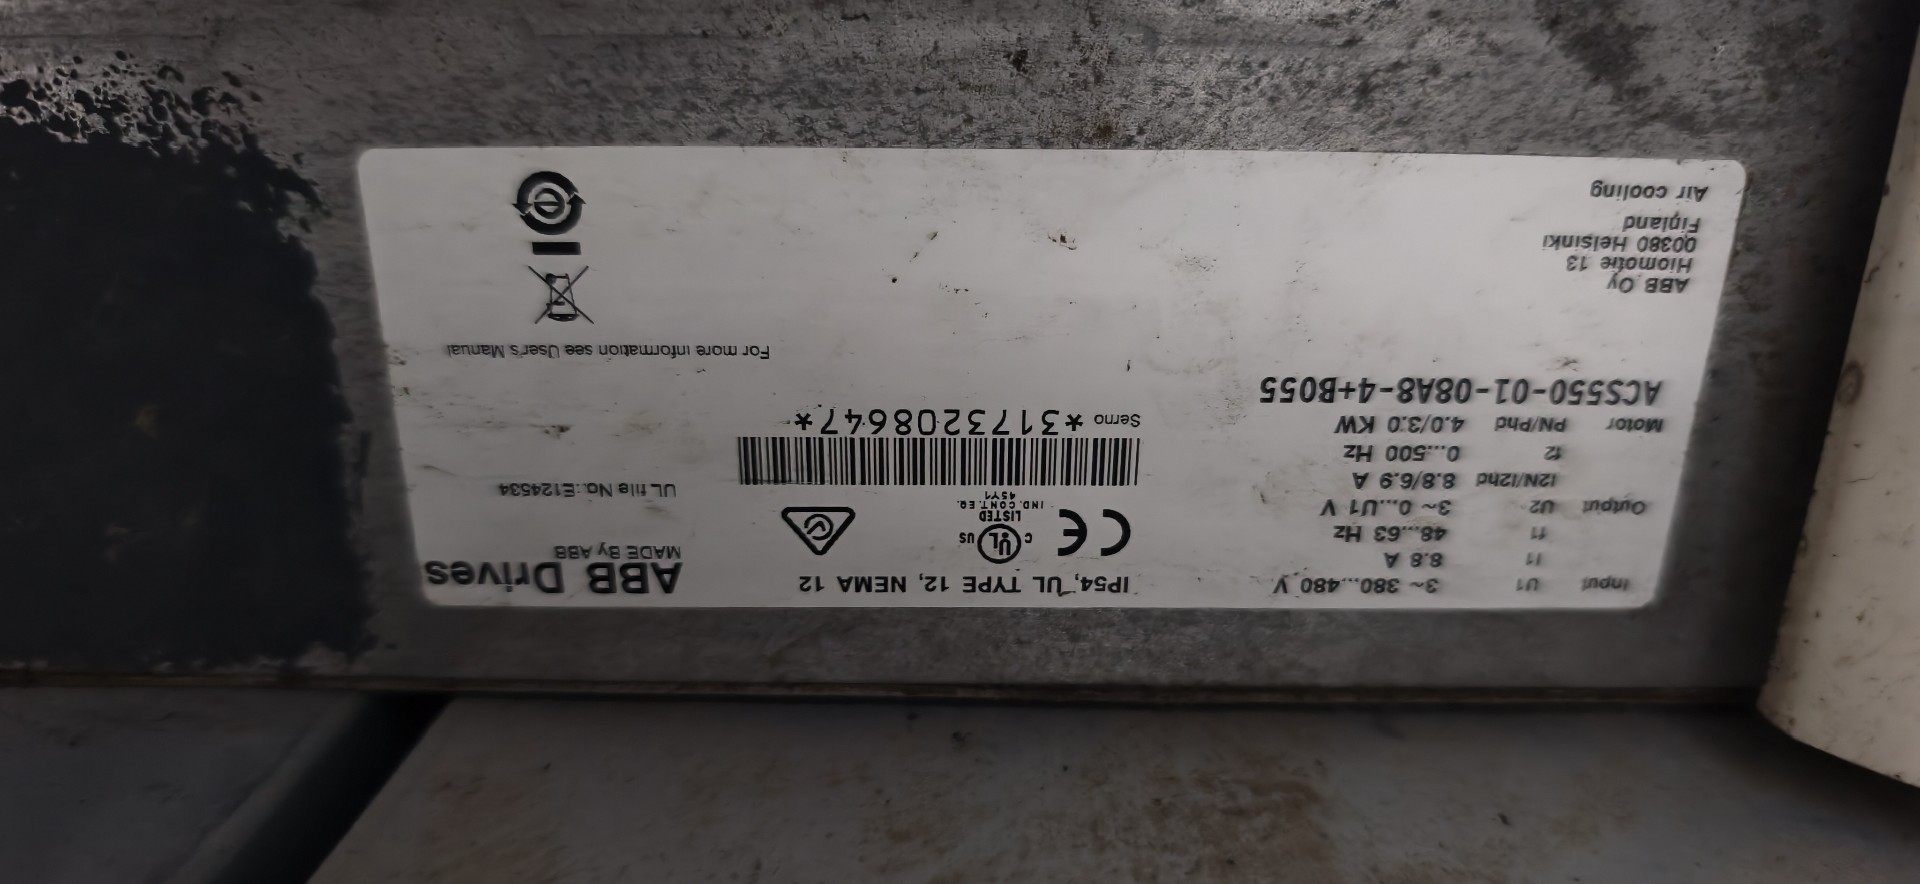 Input U1 3~ 380...480 V
I1 8.8 A
f1 48...63 Hz
Output U2 3~ 0...U1 V
I2N/I2hd 8.8/6.9 A
f2 0...500 Hz
Motor PN/Phd 4.0/3.0 KW
ACS550-01-08A8-4+B055
IP54, UL TYPE 12, NEMA 12
CE
C UL US
LISTED
IND.CONT.EQ.
45Y1
Serno *3173208647*
ABB Drives
MADE By ABB
UL file No.:E124534
For more information see User's Manual
e
ABB Oy
Hiomotie 13
00380 Helsinki
Finland
Air cooling